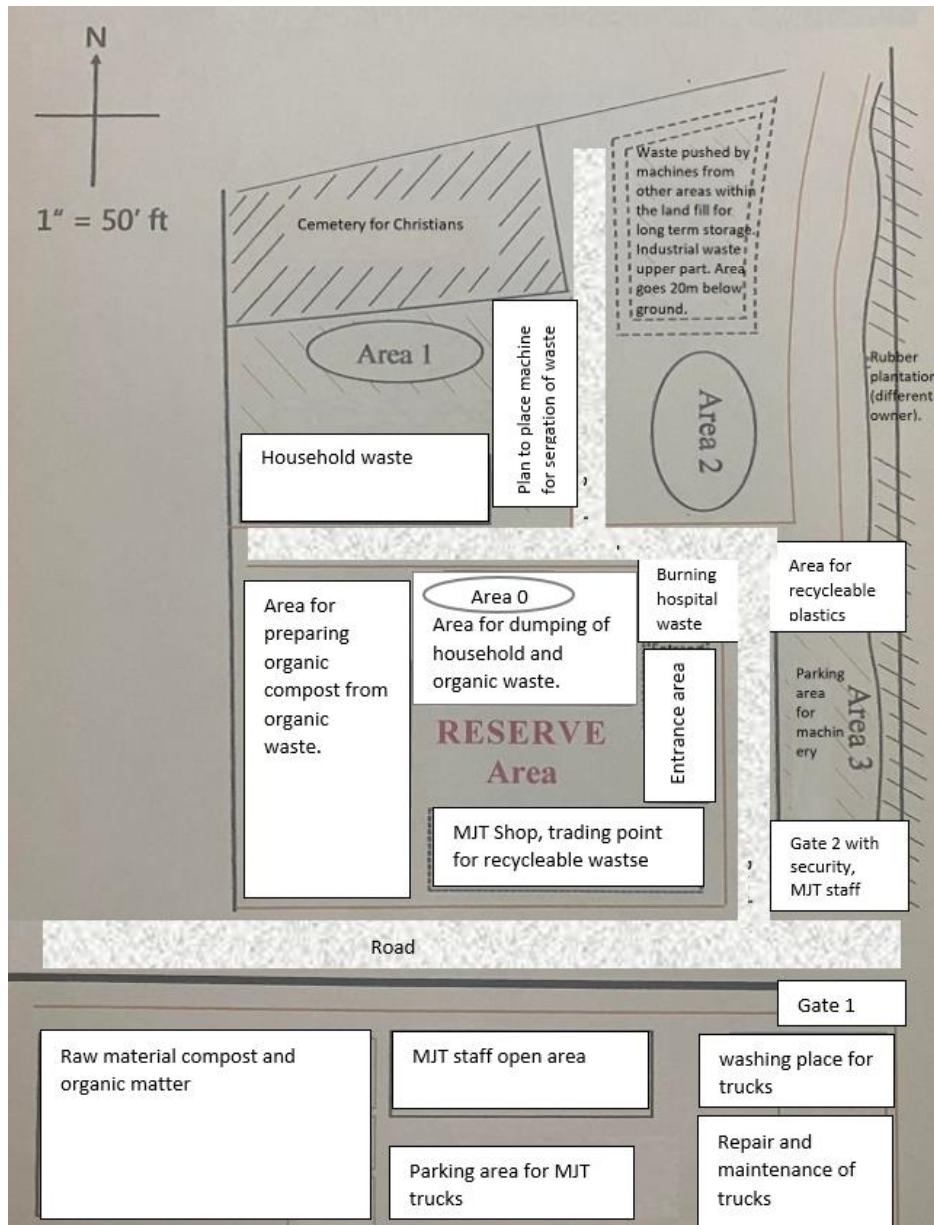 N
1" = 50' ft
Cemetery for Christians
Waste pushed by
machines from
other areas within
the land fill for
long term storage.
Industrial waste
upper part. Area
goes 20m below
ground.
Area 1
Plan to place machine
for sergation of waste
Household waste
Area 2
Rubber
plantation
(different
owner).
Area for
preparing
organic
compost from
organic
waste.
Area 0
Area for dumping of
household and
organic waste.
Burning
hospital
waste
Area for
recycleable
plastics
Entrance area
Parking
area
for
machin
ery
Area 3
RESERVE
Area
MJT Shop, trading point
for recycleable wastse
Gate 2 with
security,
MJT staff
Road
Gate 1
Raw material compost and
organic matter
MJT staff open area
washing place for
trucks
Parking area for MJT
trucks
Repair and
maintenance of
trucks